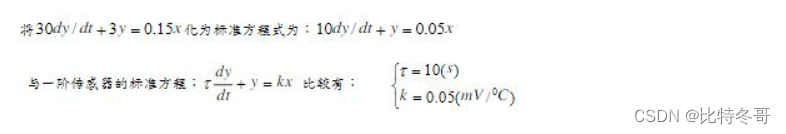 将30dy/dt+3y=0.15x化为标准方程式为：10dy/dt+y=0.05x
与一阶传感器的标准方程：τ dy/dt + y = kx 比较有： {τ=10(s)
k=0.05(mV/⁰C)
CSDN @比特冬哥